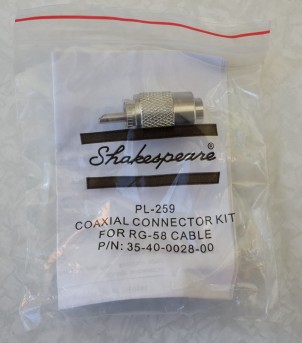 Shakespeare®
PL-259
COAXIAL CONNECTOR KIT
FOR RG-58 CABLE
P/N: 35-40-0028-00